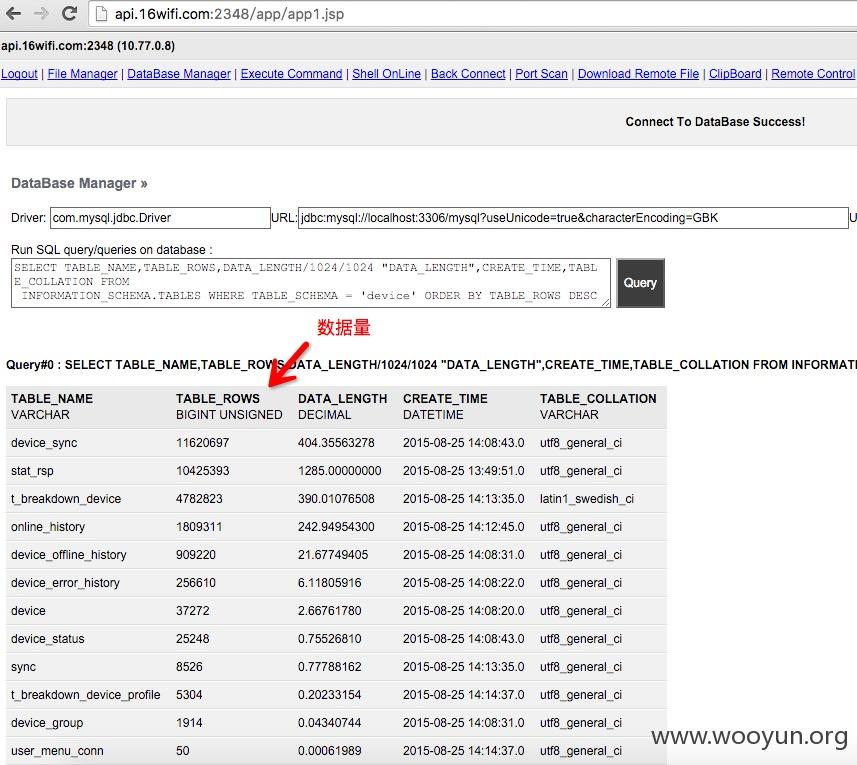 api.16wifi.com:2348/app/app1.jsp
api.16wifi.com:2348 (10.77.0.8)
Logout | File Manager | DataBase Manager | Execute Command | Shell OnLine | Back Connect | Port Scan | Download Remote File | ClipBoard | Remote Control
Connect To DataBase Success!
DataBase Manager »
Driver: com.mysql.jdbc.Driver URL: jdbc:mysql://localhost:3306/mysql?useUnicode=true&characterEncoding=GBK U
Run SQL query/queries on database :
SELECT TABLE_NAME,TABLE_ROWS,DATA_LENGTH/1024/1024 "DATA_LENGTH",CREATE_TIME,TABL
E_COLLATION FROM
INFORMATION_SCHEMA.TABLES WHERE TABLE_SCHEMA = 'device' ORDER BY TABLE_ROWS DESC
Query
数据量
Query#0 : SELECT TABLE_NAME,TABLE_ROWS,DATA_LENGTH/1024/1024 "DATA_LENGTH",CREATE_TIME,TABLE_COLLATION FROM INFORMATI
TABLE_NAME TABLE_ROWS DATA_LENGTH CREATE_TIME TABLE_COLLATION
VARCHAR BIGINT UNSIGNED DECIMAL DATETIME VARCHAR
device_sync 11620697 404.35563278 2015-08-25 14:08:43.0 utf8_general_ci
stat_rsp 10425393 1285.00000000 2015-08-25 13:49:51.0 utf8_general_ci
t_breakdown_device 4782823 390.01076508 2015-08-25 14:13:35.0 latin1_swedish_ci
online_history 1809311 242.94954300 2015-08-25 14:12:45.0 utf8_general_ci
device_offline_history 909220 21.67749405 2015-08-25 14:08:31.0 utf8_general_ci
device_error_history 256610 6.11805916 2015-08-25 14:08:22.0 utf8_general_ci
device 37272 2.66761780 2015-08-25 14:08:20.0 utf8_general_ci
device_status 25248 0.75526810 2015-08-25 14:08:43.0 utf8_general_ci
sync 8526 0.77788162 2015-08-25 14:13:35.0 utf8_general_ci
t_breakdown_device_profile 5304 0.20233154 2015-08-25 14:14:37.0 utf8_general_ci
device_group 1914 0.04340744 2015-08-25 14:08:31.0 utf8_general_ci
user_menu_conn 50 0.00061989 2015-08-25 14:14:37.0 utf8_general_ci
www.wooyun.org